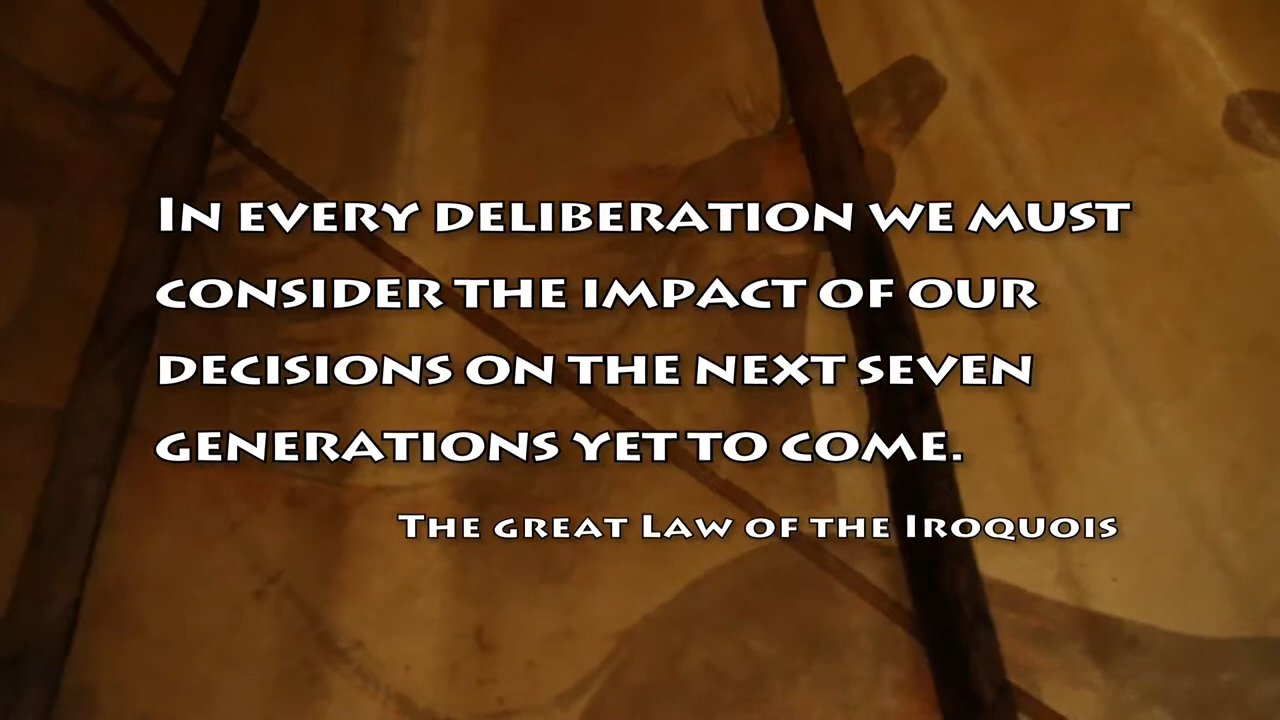 In every deliberation we must
consider the impact of our
decisions on the next seven
generations yet to come.
The great Law of the Iroquois